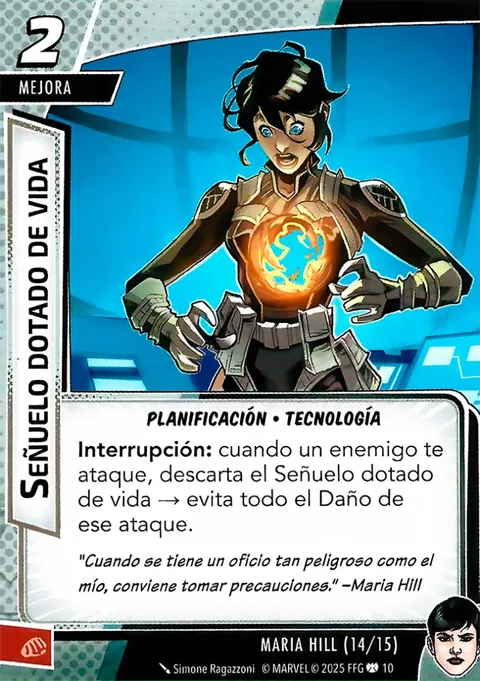 2
MEJORA
SEÑUELO DOTADO DE VIDA
PLANIFICACIÓN • TECNOLOGÍA
Interrupción: cuando un enemigo te
ataque, descarta el Señuelo dotado
de vida → evita todo el Daño de
ese ataque.
"Cuando se tiene un oficio tan peligroso como el
mío, conviene tomar precauciones." –Maria Hill
MARIA HILL (14/15)
Simone Ragazzoni © MARVEL © 2025 FFG 10